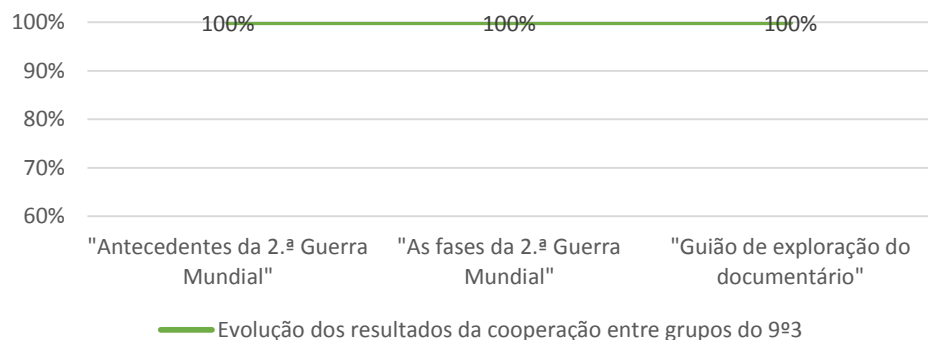 100%
100%
100%
100%
90%
80%
70%
60%
"Antecedentes da 2.ª Guerra
Mundial"
"As fases da 2.ª Guerra
Mundial"
"Guião de exploração do
documentário"
Evolução dos resultados da cooperação entre grupos do 9º3